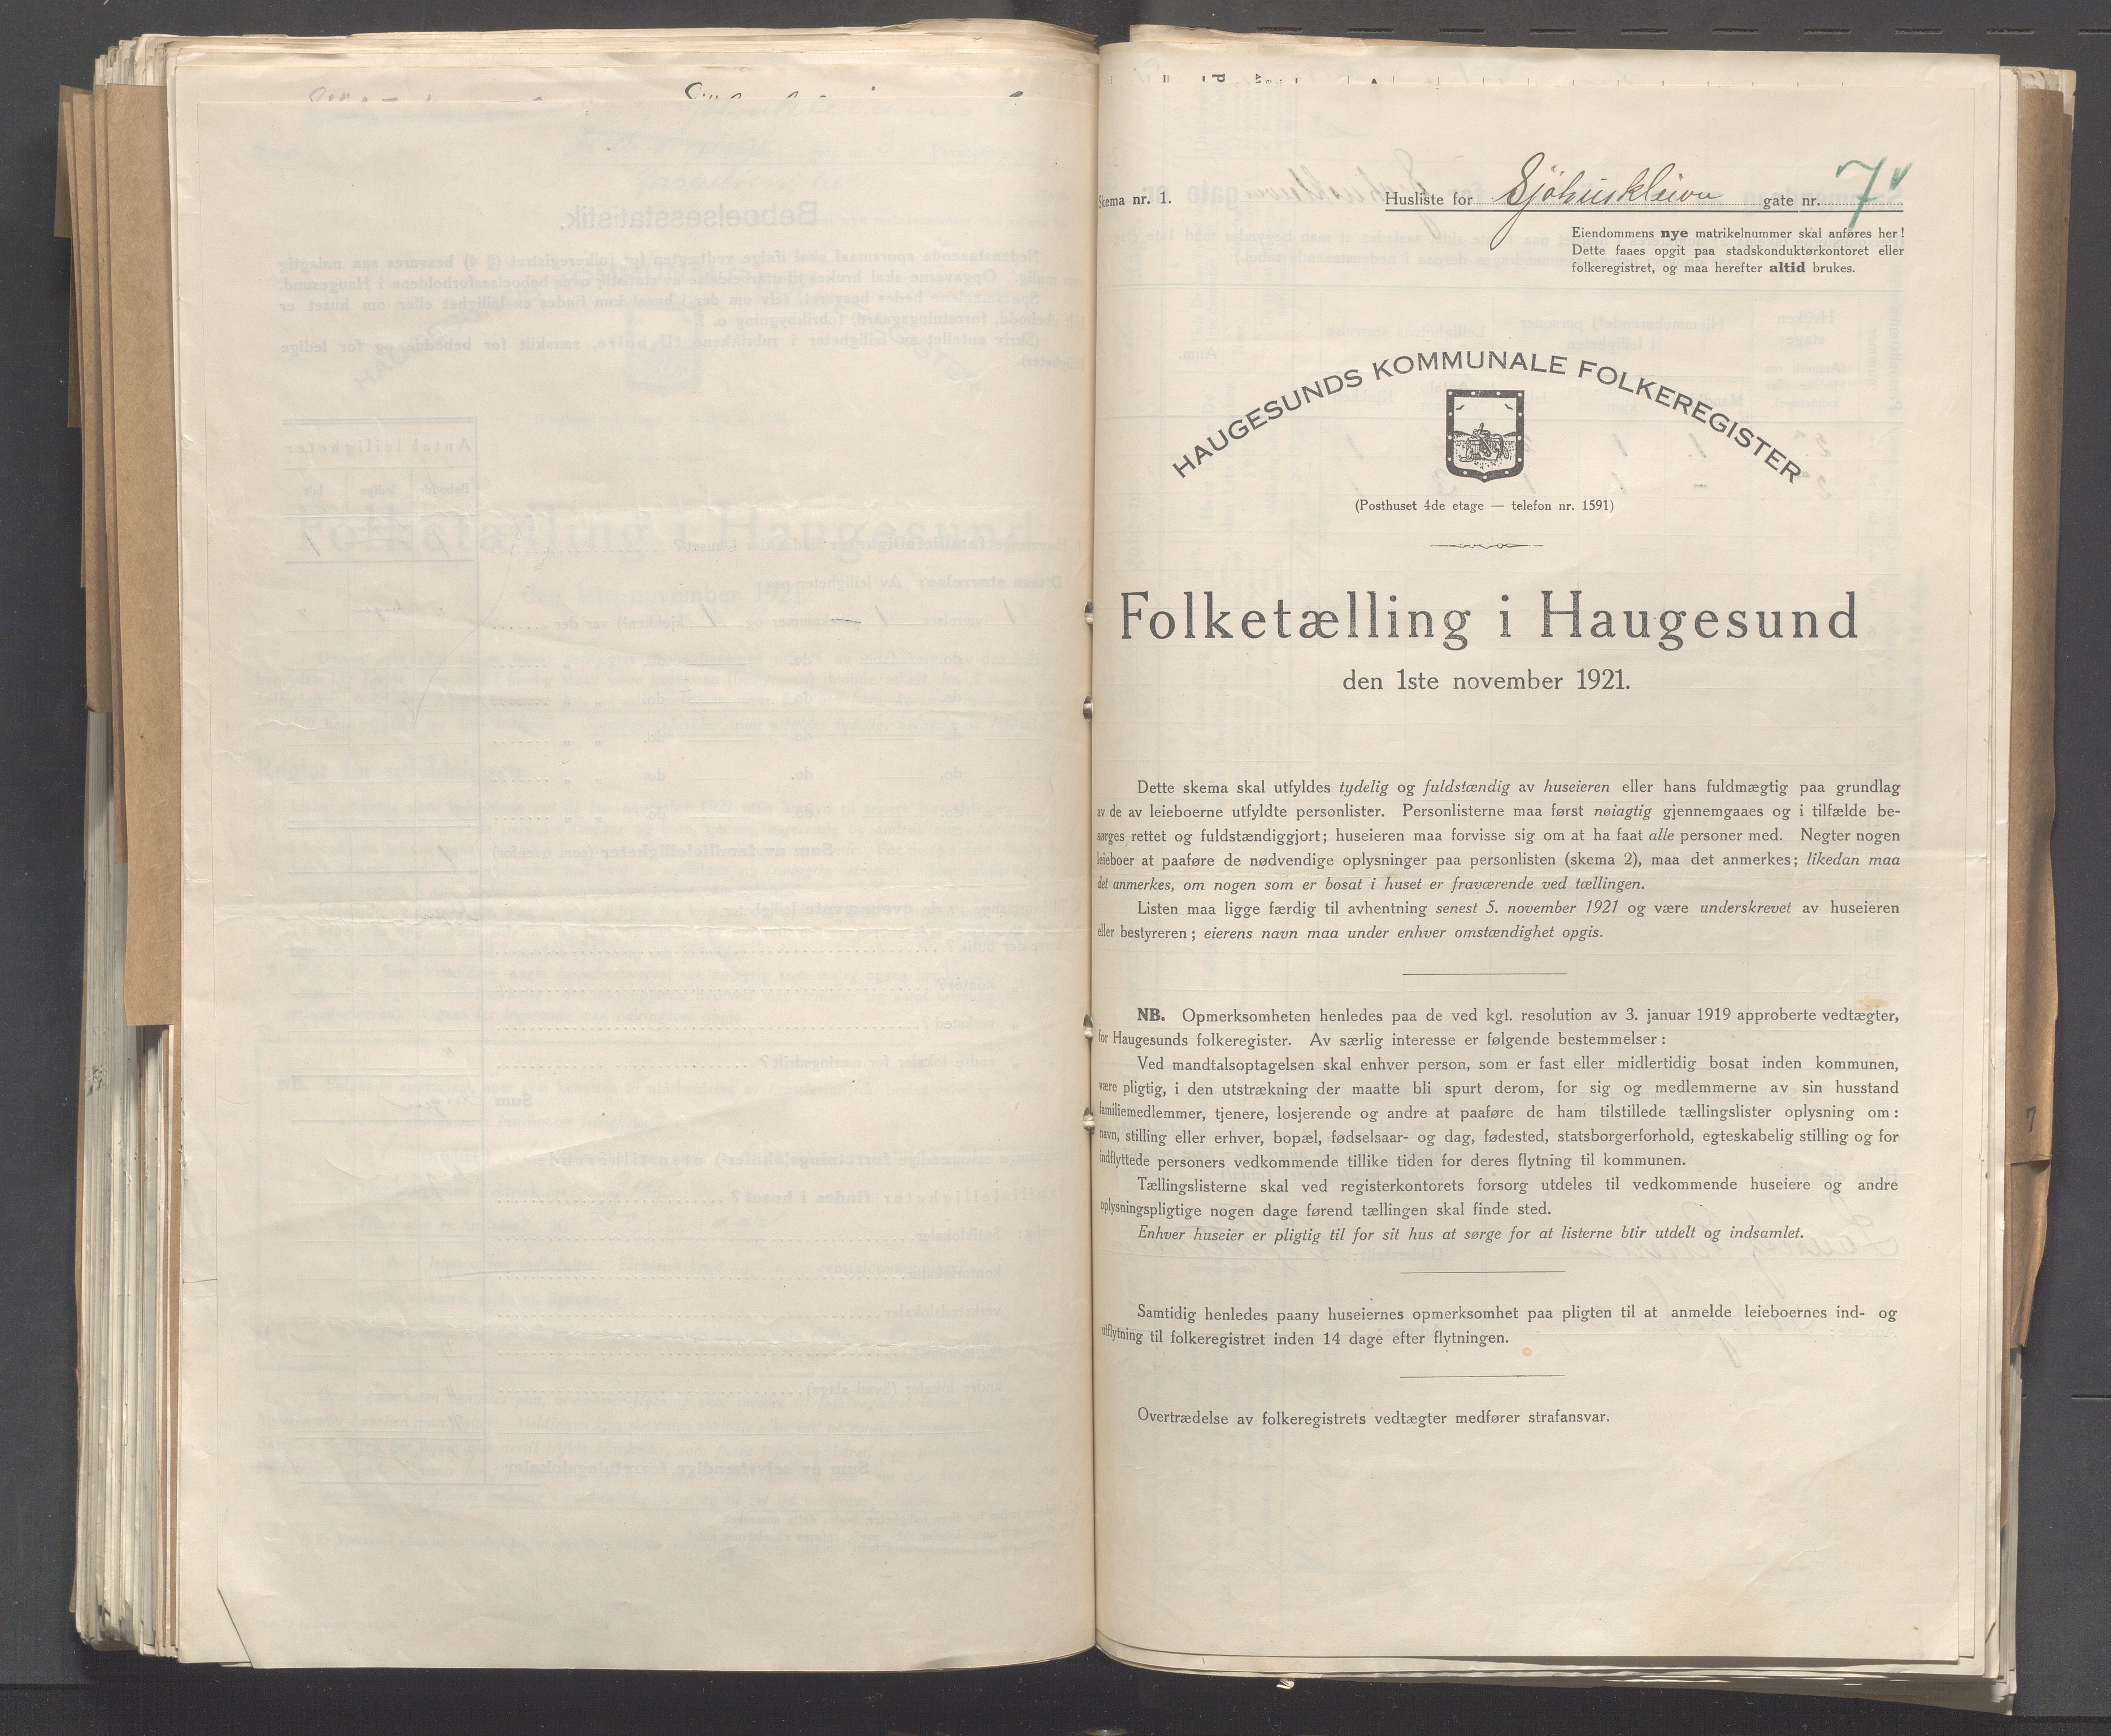 Skema nr. 1.
Husliste for Sjøhuskleiva gate nr. 7
Eiendommens nye matrikelnummer skal anføres her!
Dette faaes opgit paa stadskonduktørkontoret eller
folkeregistret, og maa herefter altid brukes.
HAUGESUNDS KOMMUNALE FOLKEREGISTER
(Posthuset 4de etage — telefon nr. 1591)
Folketælling i Haugesund
den 1ste november 1921.
Dette skema skal utfyldes tydelig og fuldstændig av huseieren eller hans fuldmægtig paa grundlag
av de av leieboerne utfyldte personlister. Personlisterne maa først nøiagtig gjennemgaaes og i tilfælde be-
sørges rettet og fuldstændiggjort; huseieren maa forvisse sig om at ha faat alle personer med. Negter nogen
leieboer at paaføre de nødvendige oplysninger paa personlisten (skema 2), maa det anmerkes; likedan maa
det anmerkes, om nogen som er bosat i huset er fraværende ved tællingen.
Listen maa ligge færdig til avhentning senest 5. november 1921 og være underskrevet av huseieren
eller bestyreren; eierens navn maa under enhver omstændighet opgis.
NB. Opmerksomheten henledes paa de ved kgl. resolution av 3. januar 1919 approberte vedtægter,
for Haugesunds folkeregister. Av særlig interesse er følgende bestemmelser:
Ved mandtalsoptagelsen skal enhver person, som er fast eller midlertidig bosat inden kommunen,
være pligtig, i den utstrækning der maatte bli spurt derom, for sig og medlemmerne av sin husstand
familiemedlemmer, tjenere, losjerende og andre at paaføre de ham tilstillede tællingslister oplysning om:
navn, stilling eller erhver, bopæl, fødselsaar- og dag, fødested, statsborgerforhold, egteskabelig stilling og for
indflyttede personers vedkommende tillike tiden for deres flytning til kommunen.
Tællingslisterne skal ved registerkontorets forsorg utdeles til vedkommende huseiere og andre
oplysningspligtige nogen dage førend tællingen skal finde sted.
Enhver huseier er pligtig til for sit hus at sørge for at listerne blir utdelt og indsamlet.
Samtidig henledes paany huseiernes opmerksomhet paa pligten til at anmelde leieboernes ind- og
utflytning til folkeregistret inden 14 dage efter flytningen.
Overtrædelse av folkeregistrets vedtægter medfører strafansvar.
7